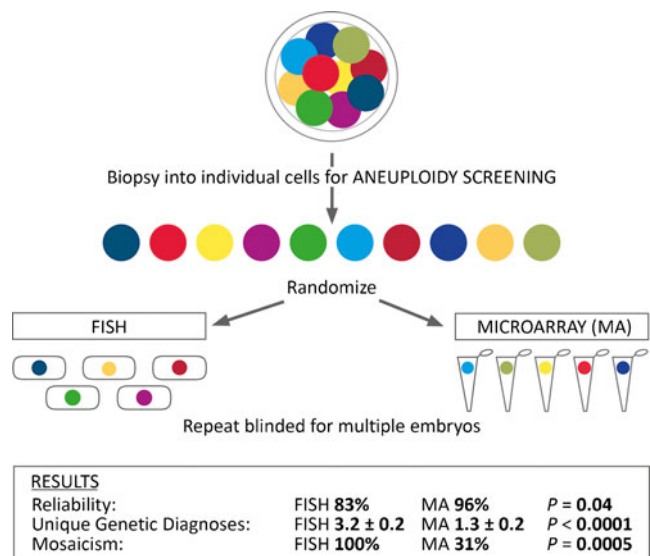 Biopsy into individual cells for ANEUPLOIDY SCREENING
Randomize
FISH
MICROARRAY (MA)
Repeat blinded for multiple embryos
RESULTS
Reliability: FISH 83% MA 96% P = 0.04
Unique Genetic Diagnoses: FISH 3.2 ± 0.2 MA 1.3 ± 0.2 P < 0.0001
Mosaicism: FISH 100% MA 31% P = 0.0005